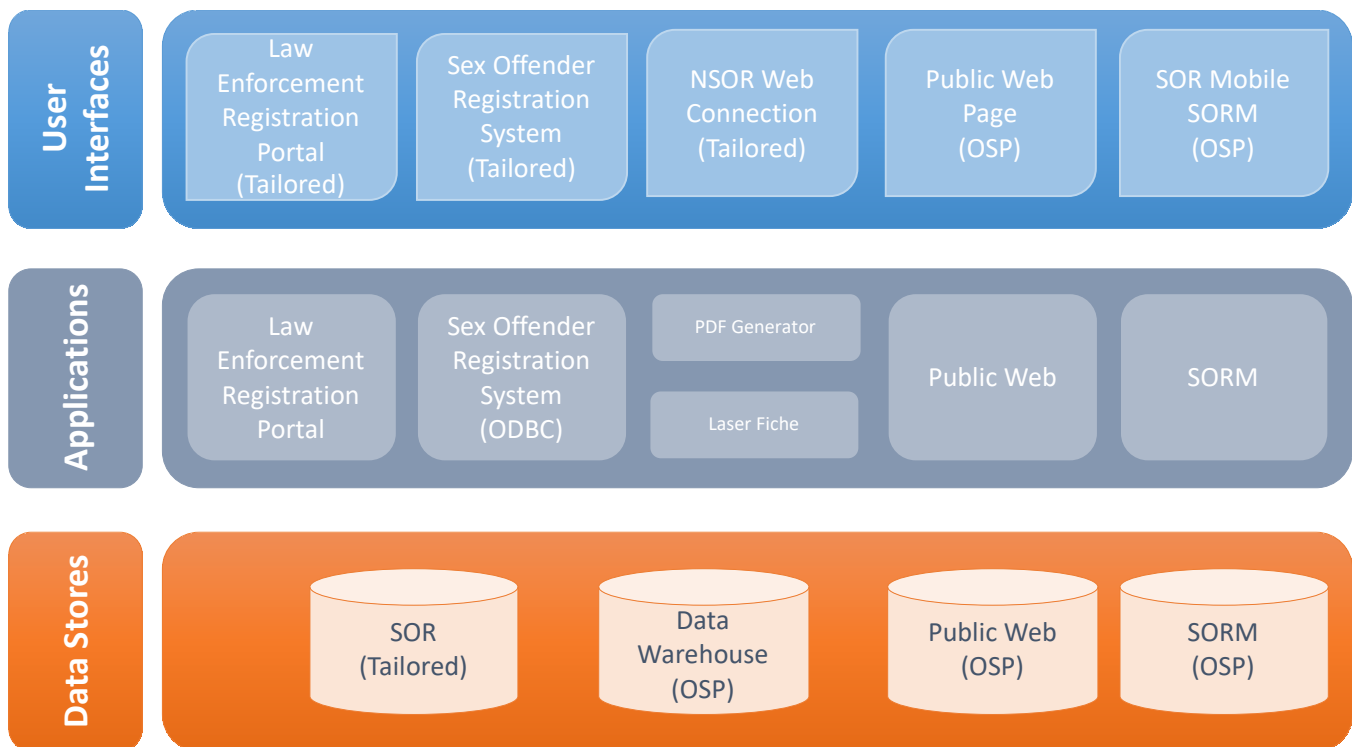 User
Interfaces
Law
Enforcement
Registration
Portal
(Tailored)
Sex Offender
Registration
System
(Tailored)
NSOR Web
Connection
(Tailored)
Public Web
Page
(OSP)
SOR Mobile
SORM
(OSP)
Applications
Law
Enforcement
Registration
Portal
Sex Offender
Registration
System
(ODBC)
PDF Generator
Laser Fiche
Public Web
SORM
Data Stores
SOR
(Tailored)
Data
Warehouse
(OSP)
Public Web
(OSP)
SORM
(OSP)